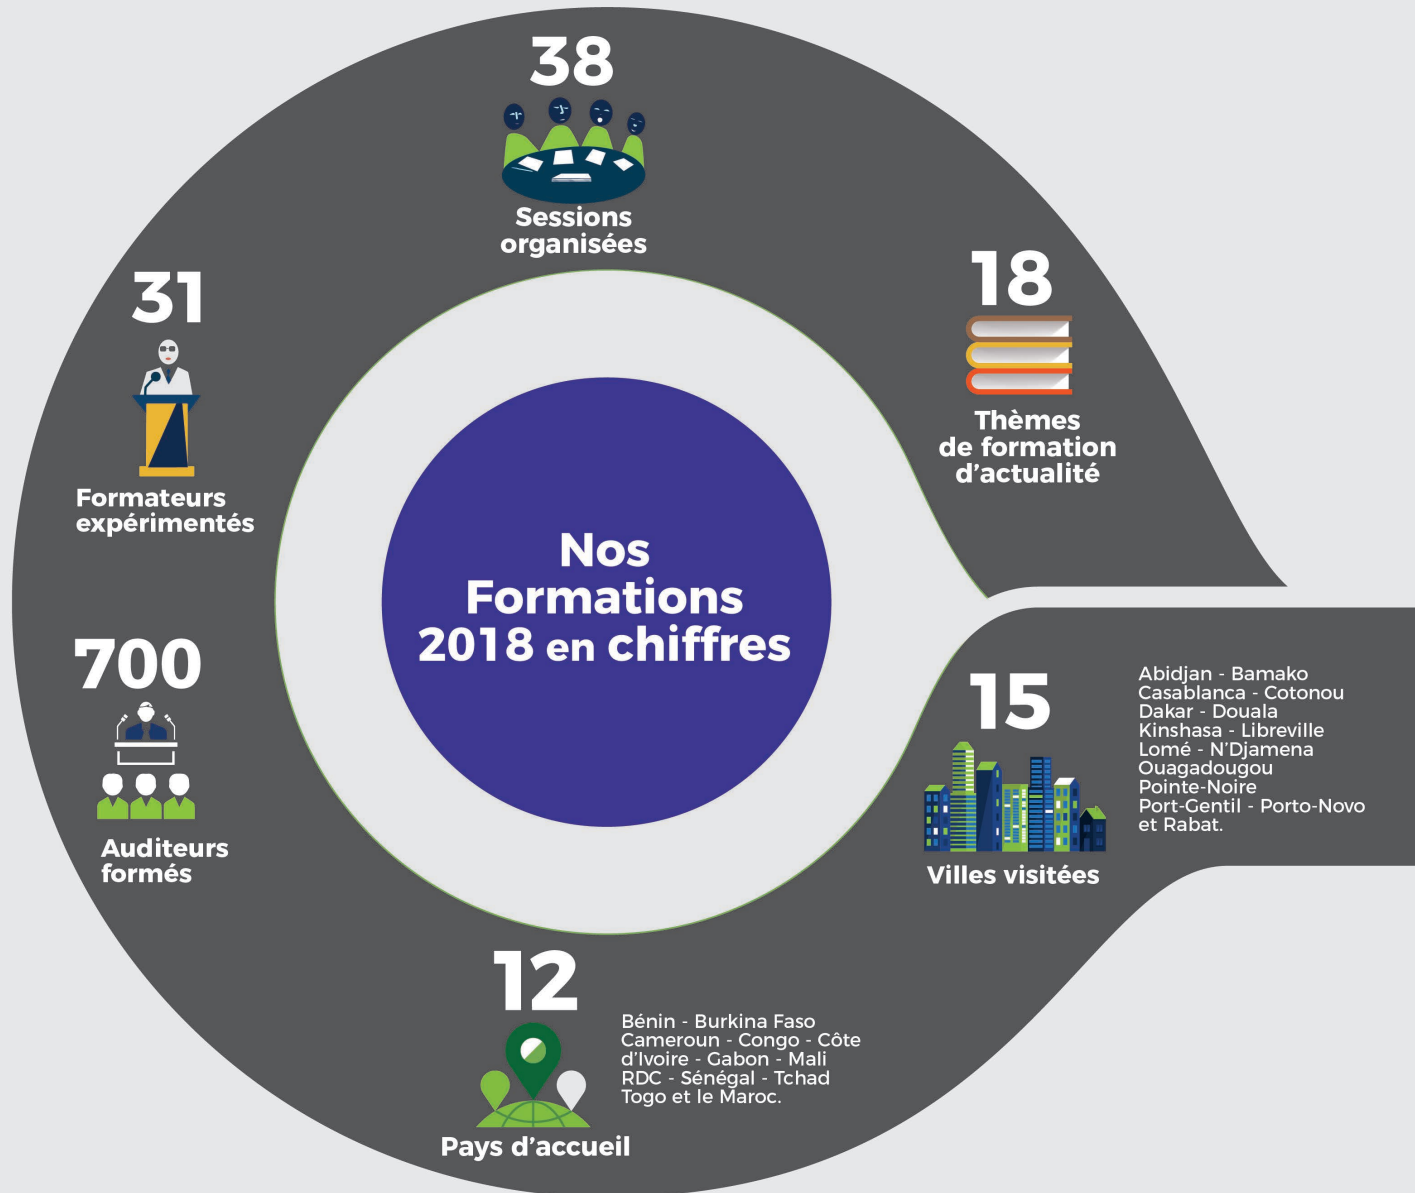 38
Sessions
organisées
18
Thèmes
de formation
d'actualité
31
Formateurs
expérimentés
Nos
Formations
2018 en chiffres
700
Auditeurs
formés
15
Villes visitées
Abidjan - Bamako
Casablanca - Cotonou
Dakar - Douala
Kinshasa - Libreville
Lomé - N'Djamena
Ouagadougou
Pointe-Noire
Port-Gentil - Porto-Novo
et Rabat.
12
Pays d'accueil
Bénin - Burkina Faso
Cameroun - Congo - Côte
d'Ivoire - Gabon - Mali
RDC - Sénégal - Tchad
Togo et le Maroc.